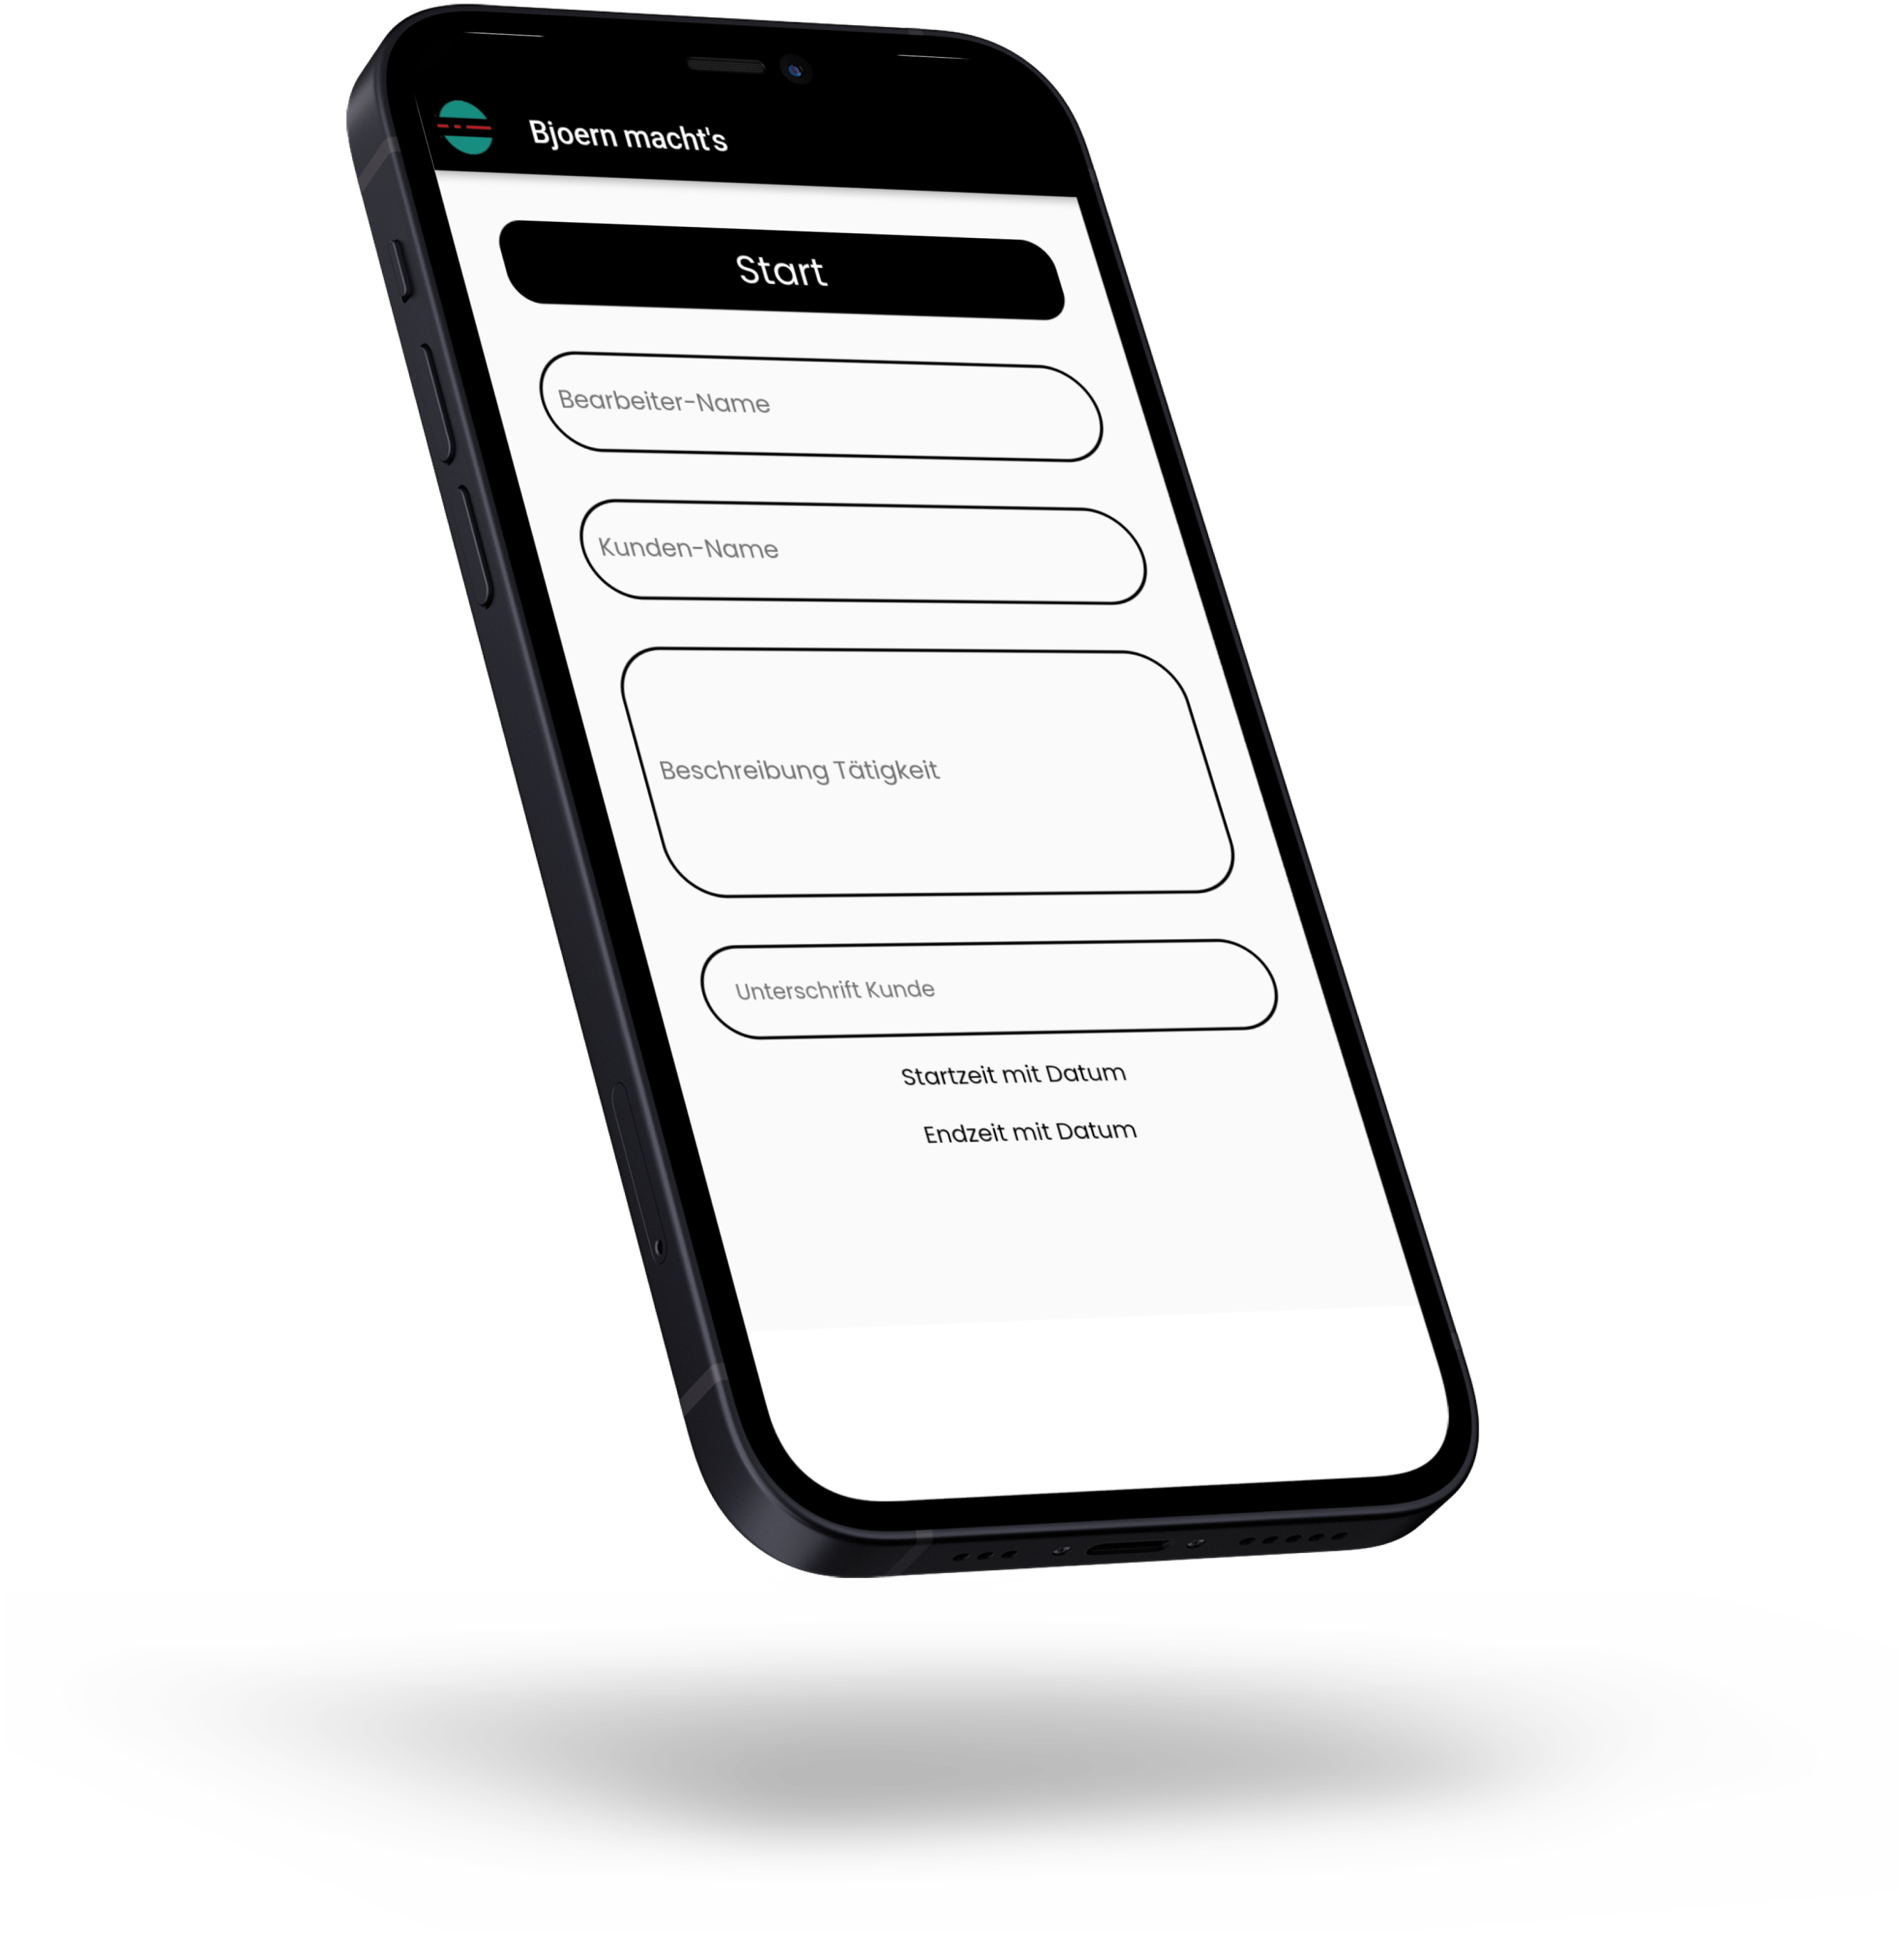 Bjoern macht's
Start
Bearbeiter-Name
Kunden-Name
Beschreibung Tätigkeit
Unterschrift Kunde
Startzeit mit Datum
Endzeit mit Datum